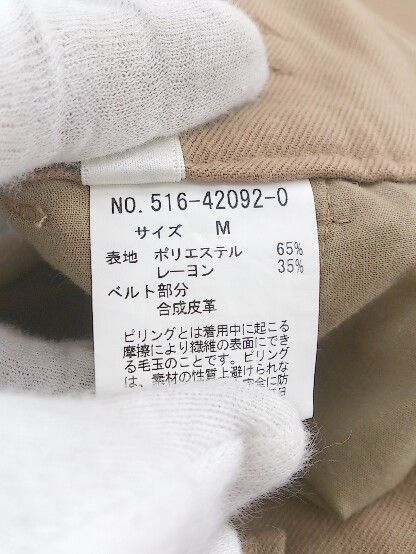 NO. 516-42092-0
サイズ M
表地 ポリエステル 65%
レーヨン 35%
ベルト部分
合成皮革
ピリングとは着用中に起こる
摩擦により繊維の表面にでき
る毛玉のことです。ピリング
は、素材の性質上避けられな